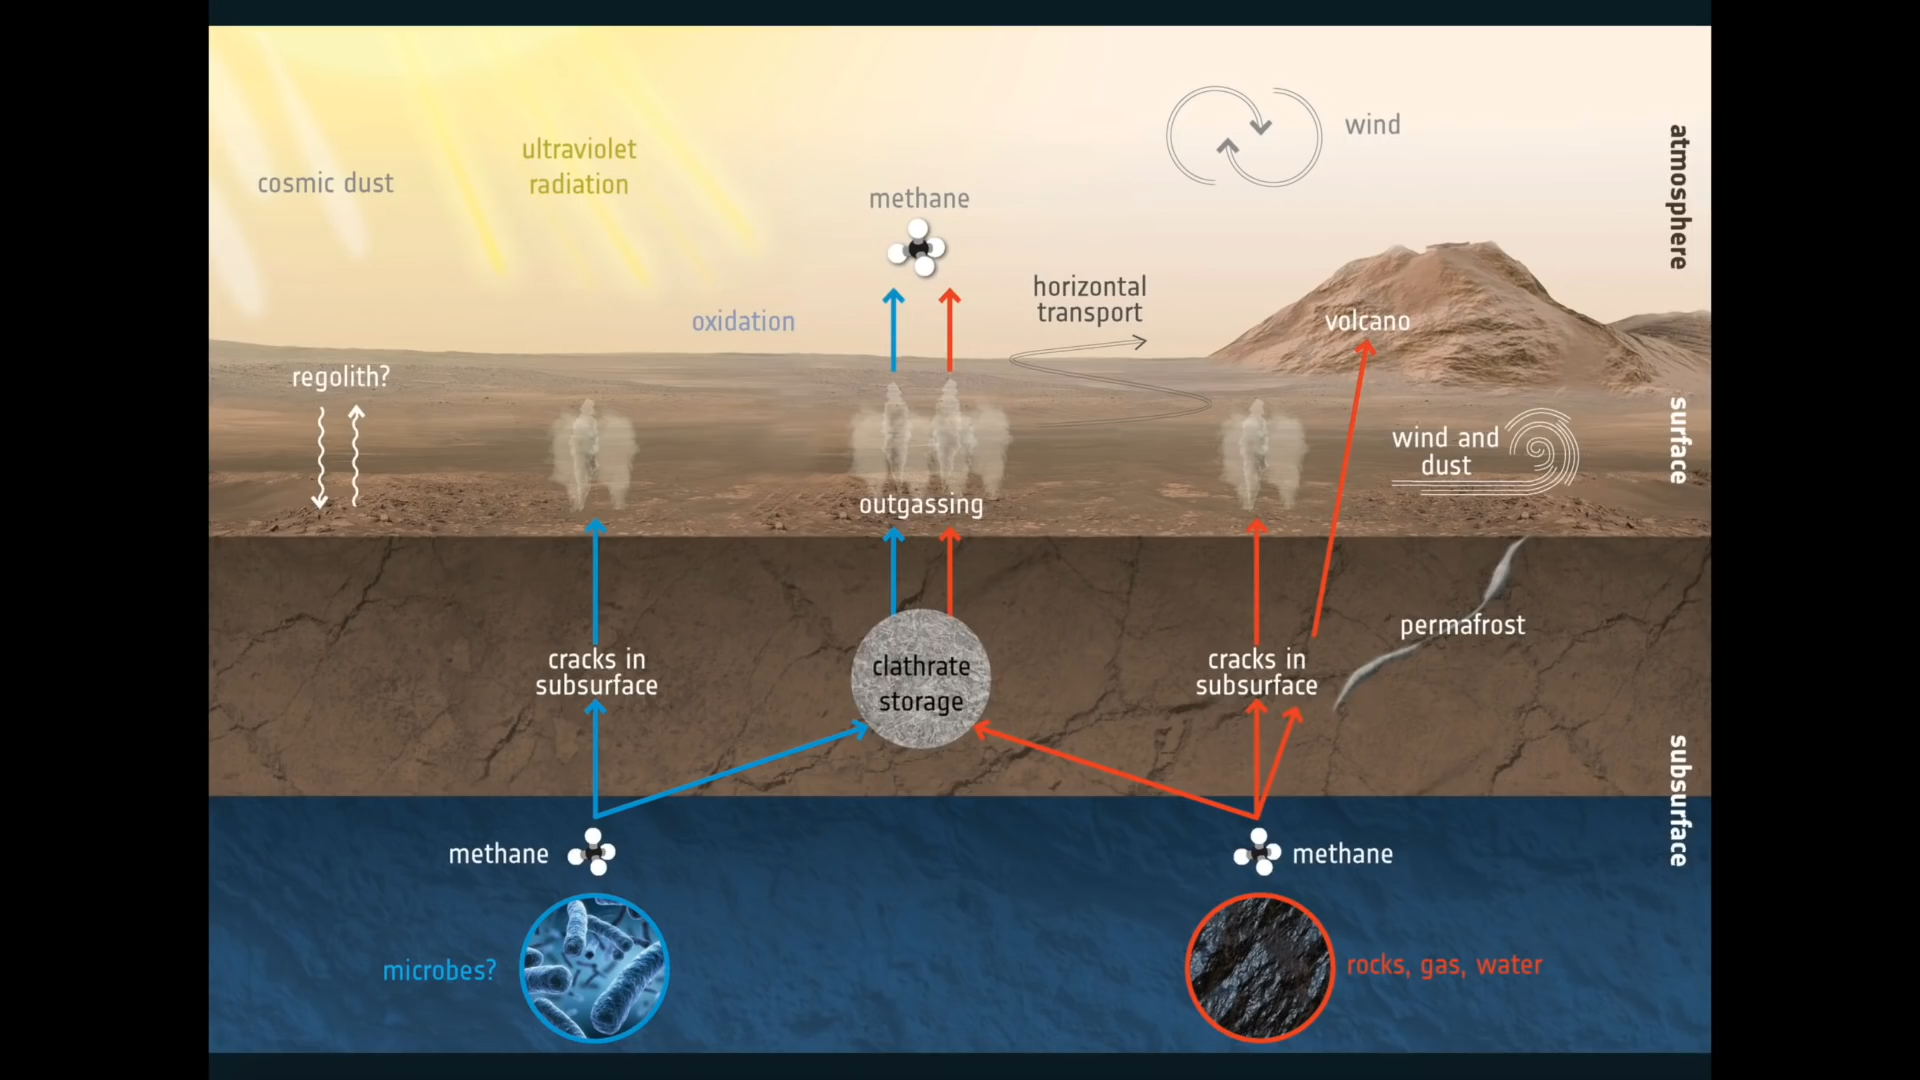 cosmic dust
ultraviolet
radiation
methane
wind
atmosphere
oxidation
horizontal
transport
volcano
regolith?
outgassing
wind and
dust
surface
cracks in
subsurface
clathrate
storage
cracks in
subsurface
permafrost
subsurface
methane
methane
microbes?
rocks, gas, water